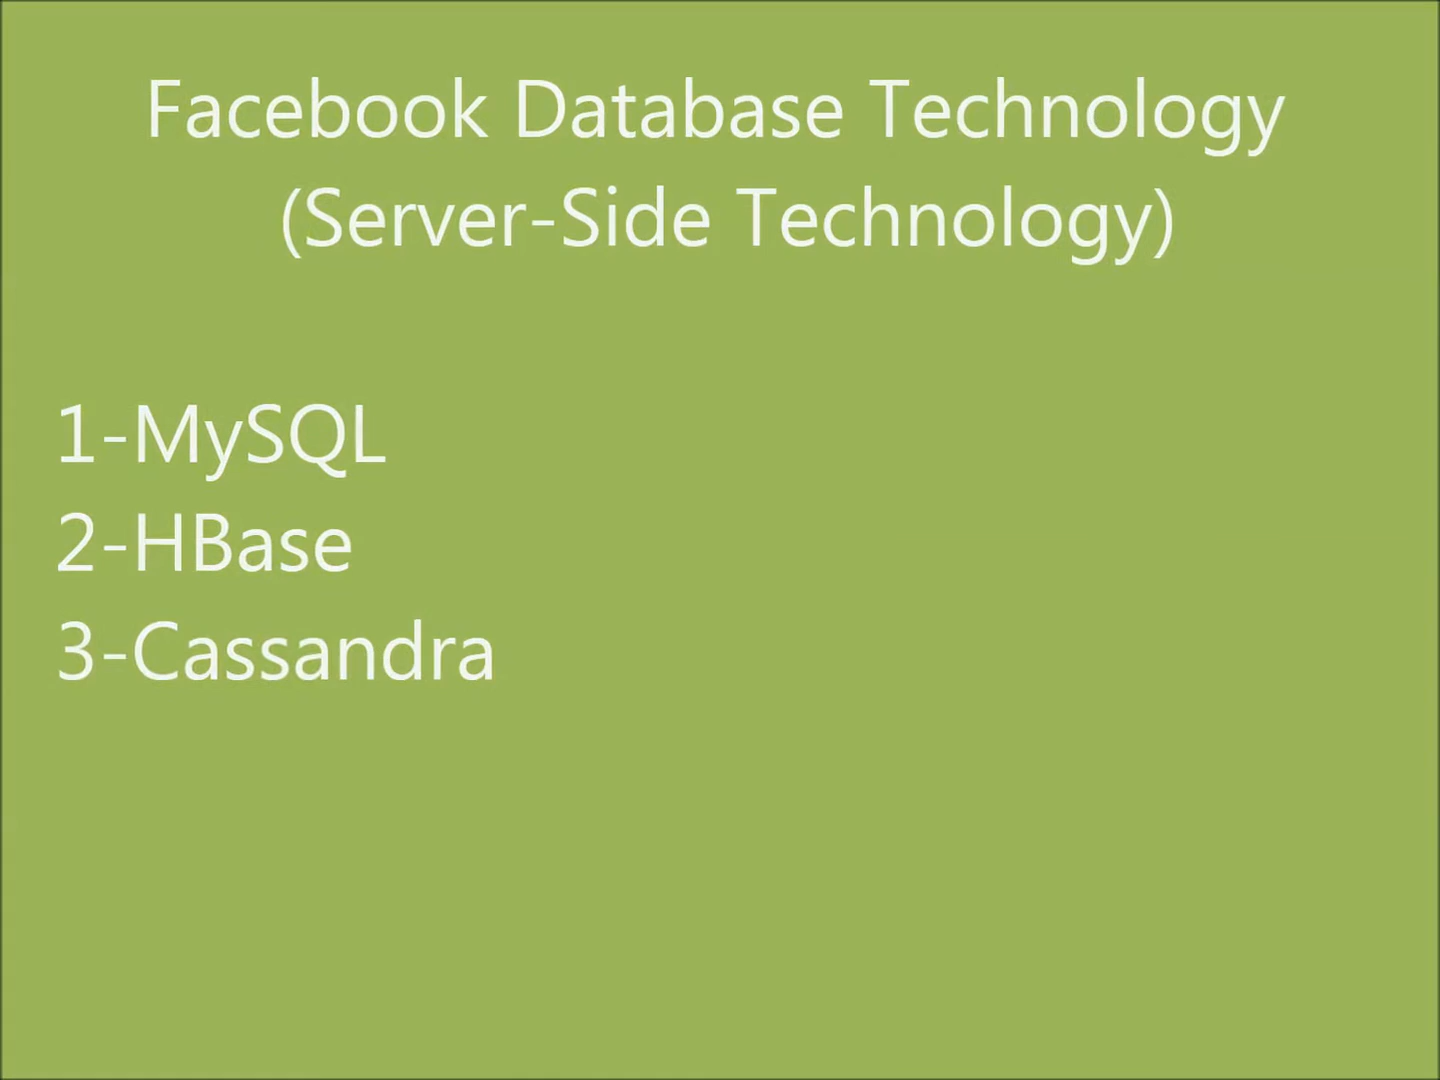 Facebook Database Technology
(Server-Side Technology)
1-MySQL
2-HBase
3-Cassandra